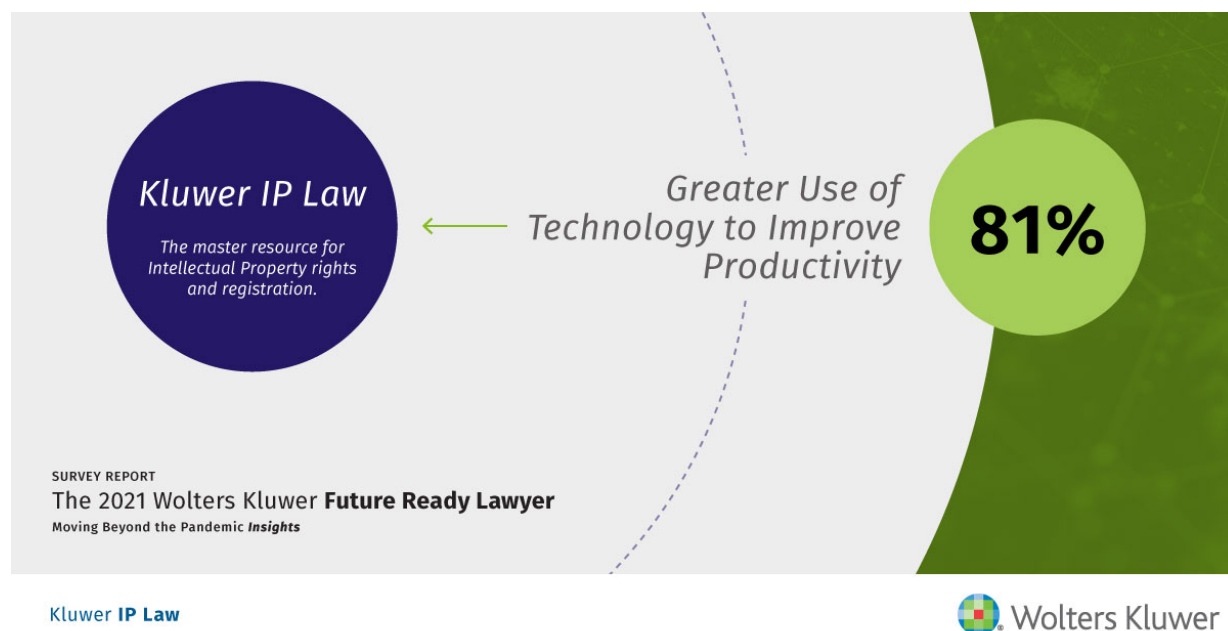 Kluwer IP Law
The master resource for
Intellectual Property rights
and registration.
Greater Use of
Technology to Improve
Productivity
81%
SURVEY REPORT
The 2021 Wolters Kluwer Future Ready Lawyer
Moving Beyond the Pandemic Insights
Kluwer IP Law
Wolters Kluwer